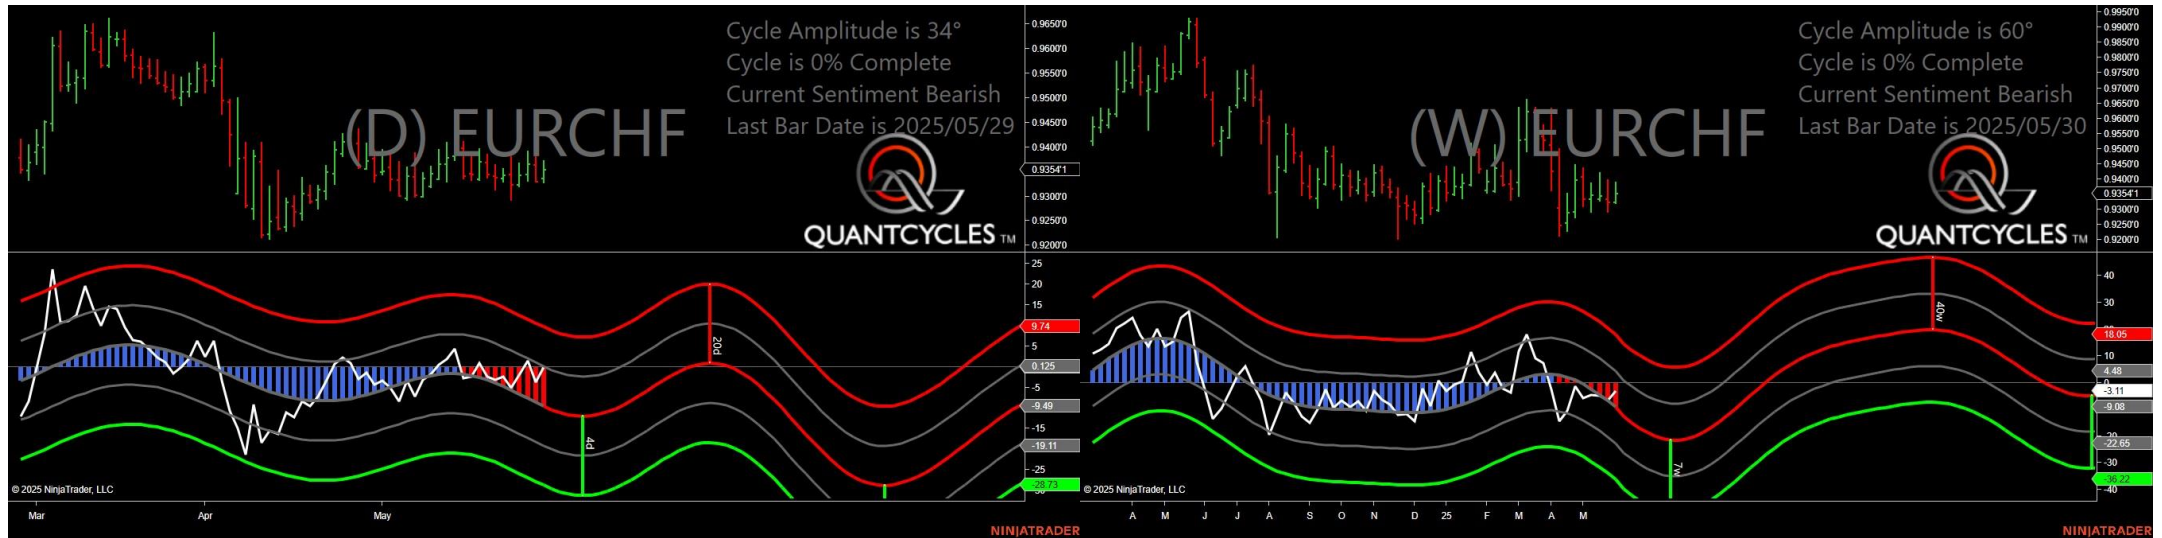 Cycle Amplitude is 34°
Cycle is 0% Complete
Current Sentiment Bearish
Last Bar Date is 2025/05/29
(D) EURCHF
QUANTCYCLES TM
0.9650'0
0.9600'0
0.9550'0
0.9500'0
0.9450'0
0.9400'0
0.9354'1
0.9300'0
0.9250'0
0.9200'0
25
20
15
9.74
5
0.125
-5
-9.49
-15
-19.11
-25
-28.73
20d
4d
© 2025 NinjaTrader, LLC
Mar Apr May
NINJATRADER
Cycle Amplitude is 60°
Cycle is 0% Complete
Current Sentiment Bearish
Last Bar Date is 2025/05/30
(W) EURCHF
QUANTCYCLES TM
0.9950'0
0.9900'0
0.9850'0
0.9800'0
0.9750'0
0.9700'0
0.9650'0
0.9600'0
0.9550'0
0.9500'0
0.9450'0
0.9400'0
0.9354'1
0.9300'0
0.9250'0
0.9200'0
40
30
18.05
10
4.48
-3.11
-9.08
-22.65
-30
-36.22
-40
40w
7w
© 2025 NinjaTrader, LLC
A M J J A S O N D 25 F M A M
NINJATRADER